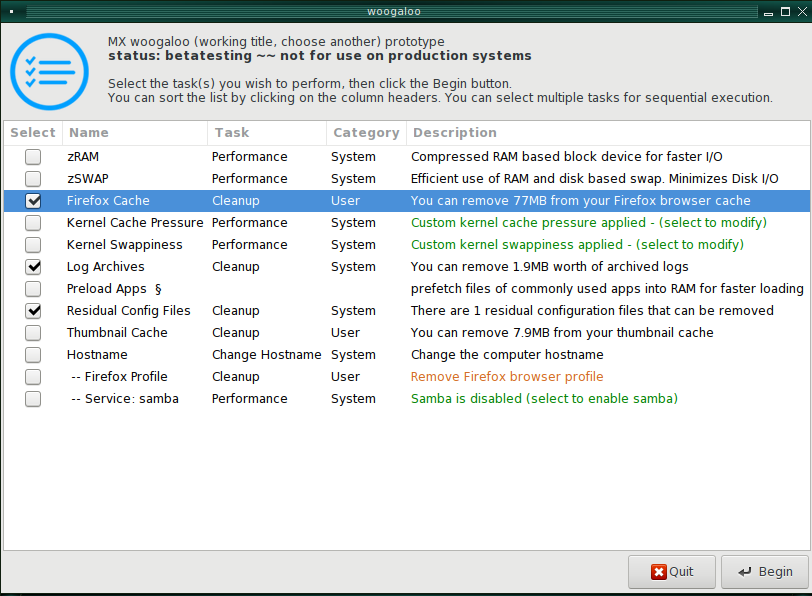 woogaloo
MX woogaloo (working title, choose another) prototype
status: betatesting ~~ not for use on production systems
Select the task(s) you wish to perform, then click the Begin button.
You can sort the list by clicking on the column headers. You can select multiple tasks for sequential execution.
Select Name Task Category Description
zRAM Performance System Compressed RAM based block device for faster I/O
zSWAP Performance System Efficient use of RAM and disk based swap. Minimizes Disk I/O
Firefox Cache Cleanup User You can remove 77MB from your Firefox browser cache
Kernel Cache Pressure Performance System Custom kernel cache pressure applied - (select to modify)
Kernel Swappiness Performance System Custom kernel swappiness applied - (select to modify)
Log Archives Cleanup System You can remove 1.9MB worth of archived logs
Preload Apps § prefetch files of commonly used apps into RAM for faster loading
Residual Config Files Cleanup System There are 1 residual configuration files that can be removed
Thumbnail Cache Cleanup User You can remove 7.9MB from your thumbnail cache
Hostname Change Hostname System Change the computer hostname
-- Firefox Profile Cleanup User Remove Firefox browser profile
-- Service: samba Performance System Samba is disabled (select to enable samba)
Quit Begin